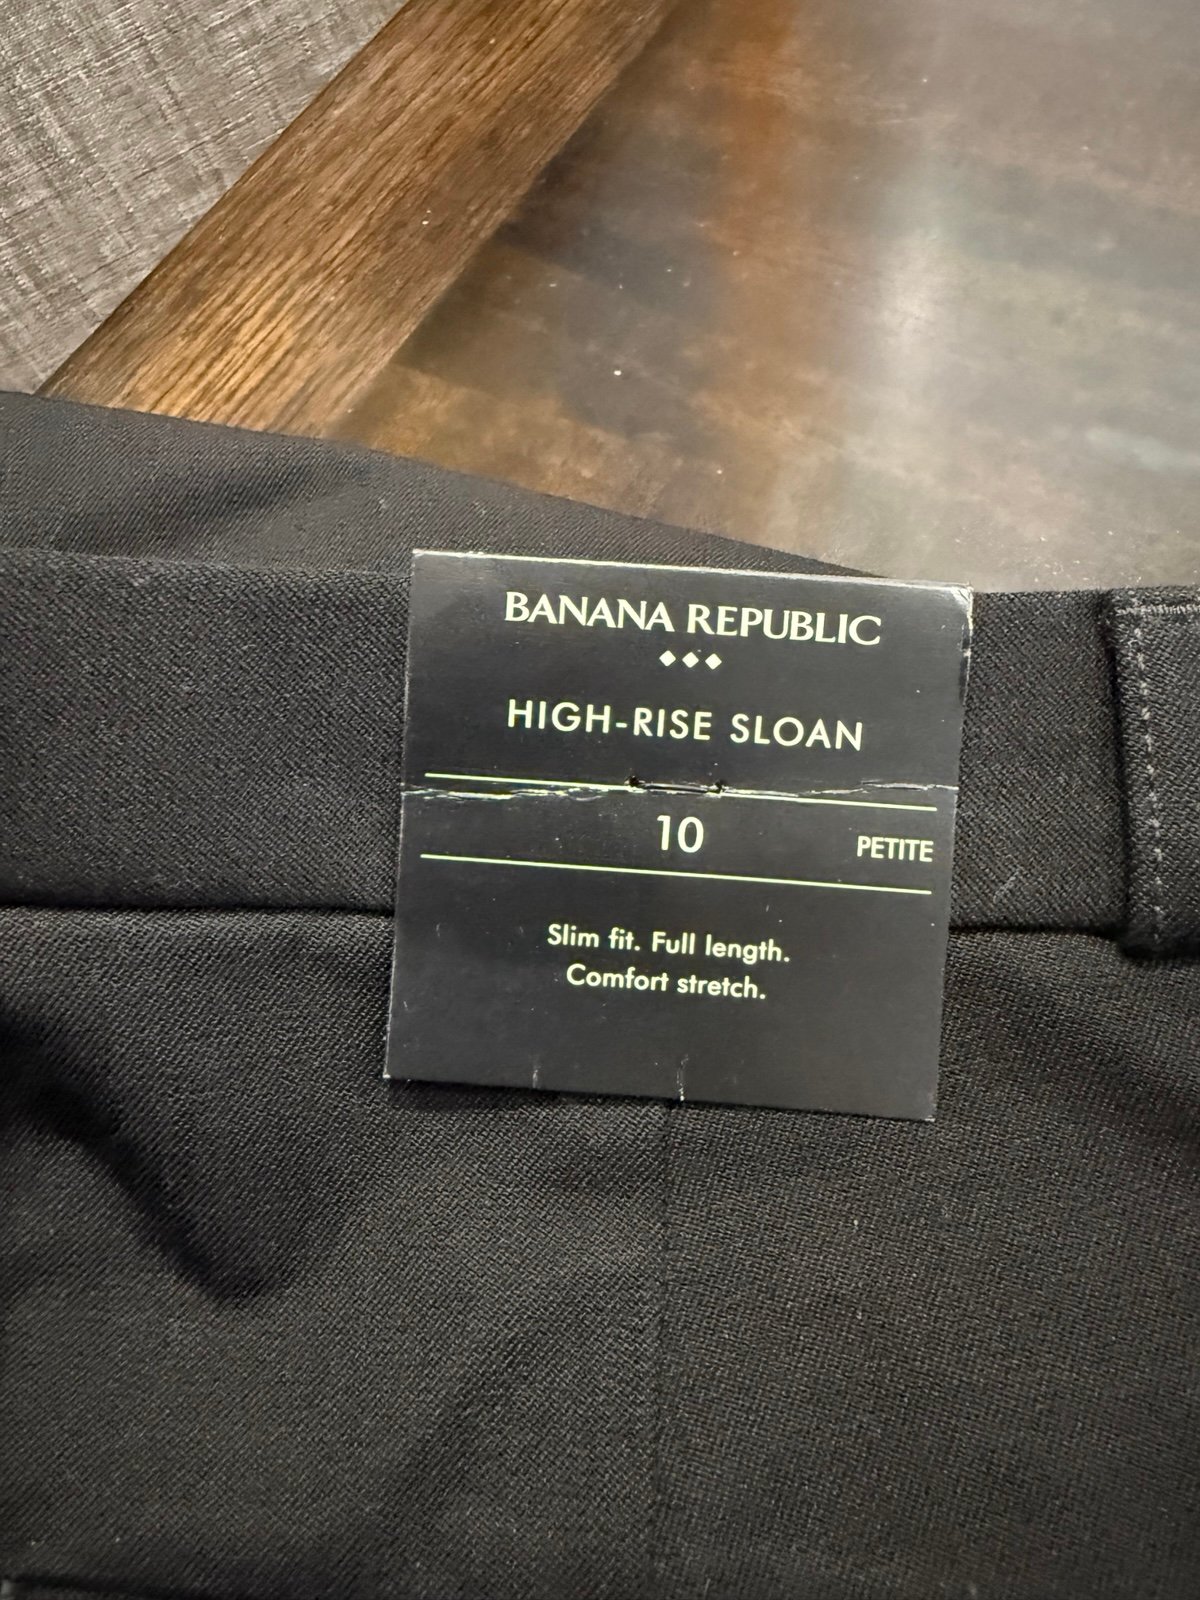 BANANA REPUBLIC
HIGH-RISE SLOAN
10 PETITE
Slim fit. Full length.
Comfort stretch.